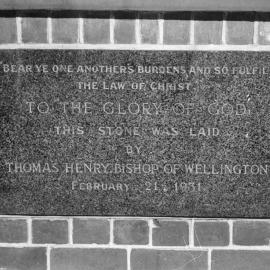 BEAR YE ONE ANOTHER'S BURDENS AND SO FULFIL
THE LAW OF CHRIST
TO THE GLORY OF GOD
THIS STONE WAS LAID
BY
THOMAS HENRY, BISHOP OF WELLINGTON
FEBRUARY 21, 1931